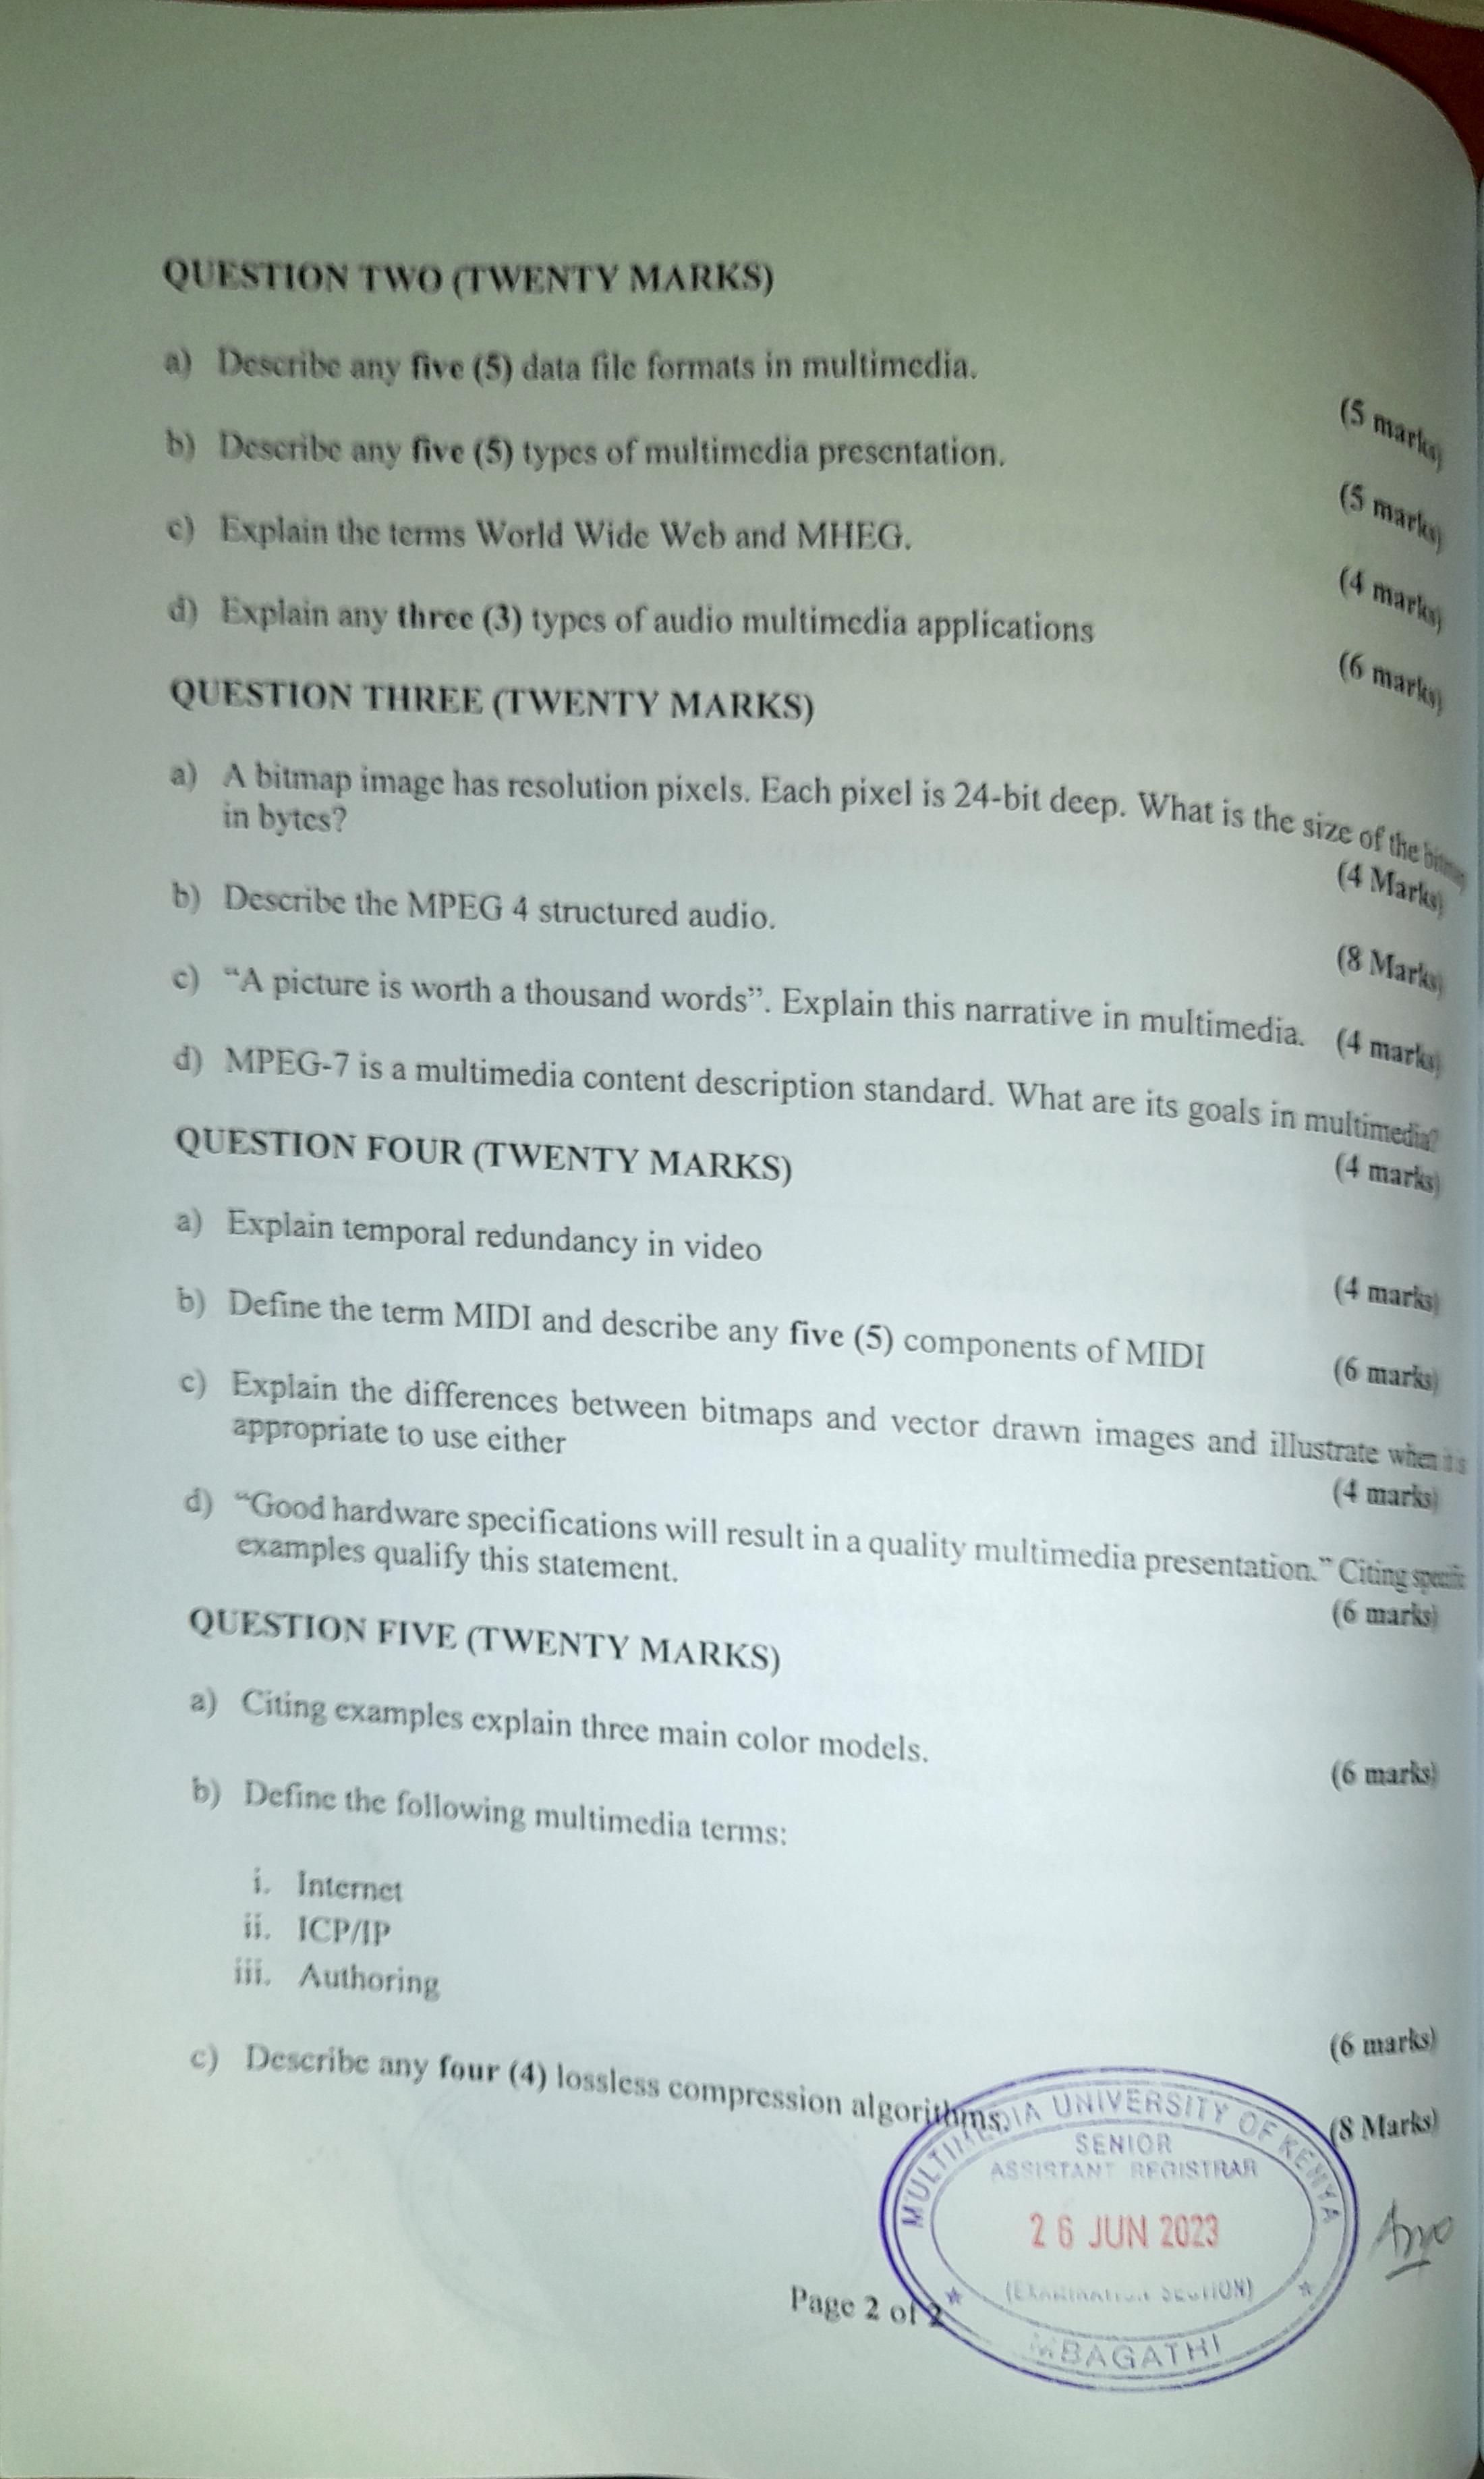 QUESTION TWO (TWENTY MARKS)
a) Describe any five (5) data file formats in multimedia.
(5 marks)
b) Describe any five (5) types of multimedia presentation.
(5 marks)
c) Explain the terms World Wide Web and MHEG.
(4 marks)
d) Explain any three (3) types of audio multimedia applications
(6 marks)
QUESTION THREE (TWENTY MARKS)
a) A bitmap image has resolution pixels. Each pixel is 24-bit deep. What is the size of the
in bytes?
(4 Marks)
b) Describe the MPEG 4 structured audio.
(8 Marks)
c) “A picture is worth a thousand words”. Explain this narrative in multimedia. (4 marks)
d) MPEG-7 is a multimedia content description standard. What are its goals in multimedia?
(4 marks)
QUESTION FOUR (TWENTY MARKS)
a) Explain temporal redundancy in video
(4 marks)
b) Define the term MIDI and describe any five (5) components of MIDI
(6 marks)
c) Explain the differences between bitmaps and vector drawn images and illustrate when it is
appropriate to use either
(4 marks)
d) “Good hardware specifications will result in a quality multimedia presentation.” Citing specific
examples qualify this statement.
(6 marks)
QUESTION FIVE (TWENTY MARKS)
a) Citing examples explain three main color models.
(6 marks)
b) Define the following multimedia terms:
i. Internet
ii. ICP/IP
iii. Authoring
(6 marks)
c) Describe any four (4) lossless compression algorithms.
(8 Marks)
MULTIMEDIA UNIVERSITY OF KENYA
SENIOR
ASSISTANT REGISTRAR
26 JUN 2023
(EXAMINATION SECTION)
MBAGATHI
Page 2 of 2